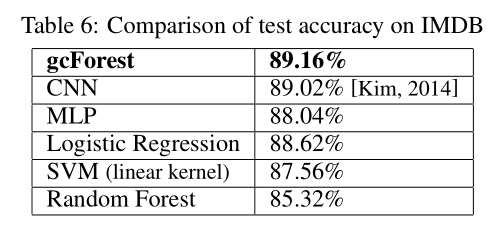 Table 6: Comparison of test accuracy on IMDB
gcForest 89.16%
CNN 89.02% [Kim, 2014]
MLP 88.04%
Logistic Regression 88.62%
SVM (linear kernel) 87.56%
Random Forest 85.32%